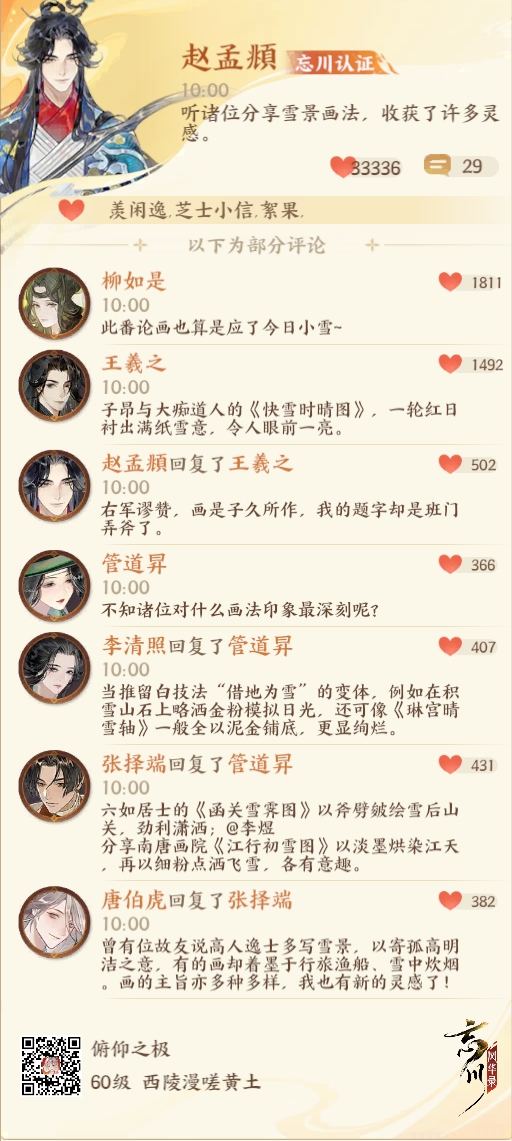 赵孟頫 忘川认证
10:00
听诸位分享雪景画法，收获了许多灵
感。
33336 29
羡闲逸,芝士小信,絮果,
以下为部分评论
柳如是 1811
10:00
此番论画也算是应了今日小雪~
王羲之 1492
10:00
子昂与大痴道人的《快雪时晴图》，一轮红日
衬出满纸雪意，令人眼前一亮。
赵孟頫回复了王羲之 502
10:00
右军谬赞，画是子久所作，我的题字却是班门
弄斧了。
管道昇 366
10:00
不知诸位对什么画法印象最深刻呢？
李清照回复了管道昇 407
10:00
当推留白技法“借地为雪”的变体，例如在积
雪山石上略洒金粉模拟日光，还可像《琳宫晴
雪轴》一般全以泥金铺底，更显绚烂。
张择端回复了管道昇 431
10:00
六如居士的《函关雪霁图》以斧劈皴绘雪后山
关，劲利潇洒；@李煜
分享南唐画院《江行初雪图》以淡墨烘染江天
，再以细粉点洒飞雪，各有意趣。
唐伯虎回复了张择端 382
10:00
曾有位故友说高人逸士多写雪景，以寄孤高明
洁之意，有的画却着墨于行旅渔船、雪中炊烟
。画的主旨亦多种多样，我也有新的灵感了！
俯仰之极
60级 西陵漫嗟黄土
忘川
风华录